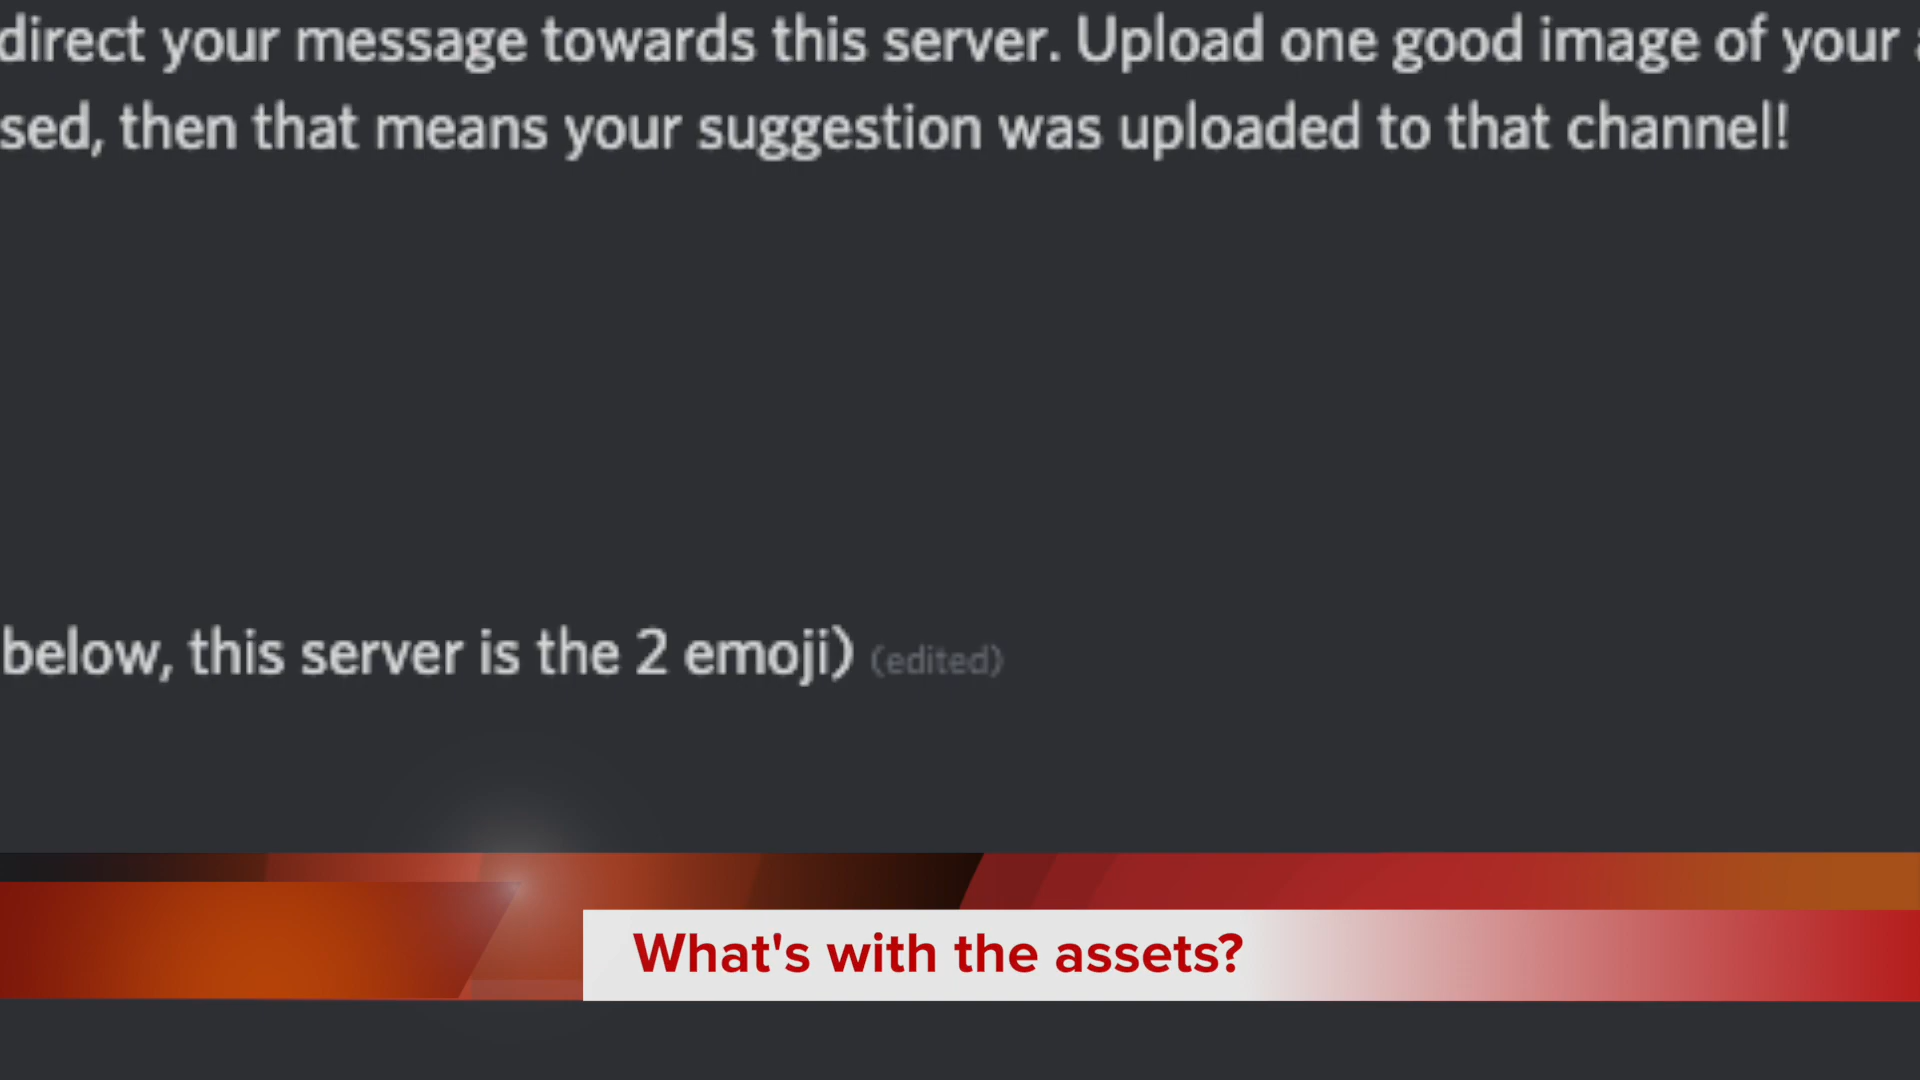 direct your message towards this server. Upload one good image of your
sed, then that means your suggestion was uploaded to that channel!
below, this server is the 2 emoji) (edited)
What's with the assets?